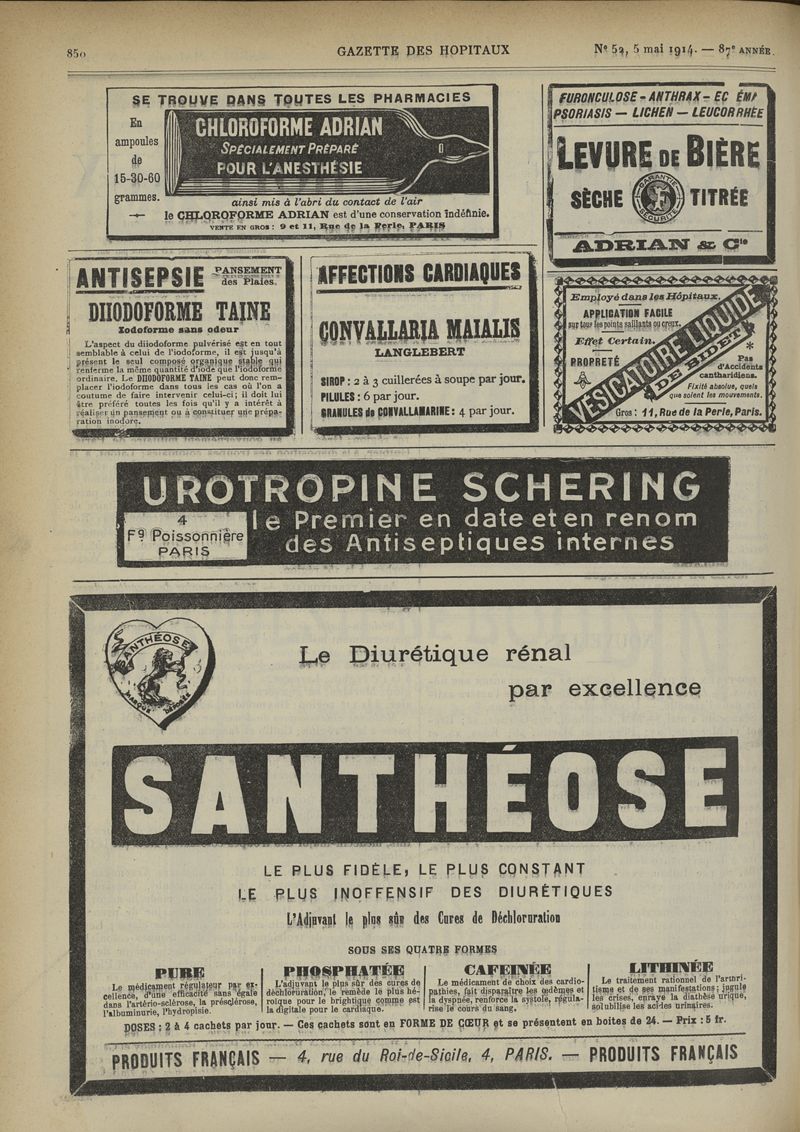 850
GAZETTE DES HOPITAUX
Nº 52, 5 mai 1914. — 87e ANNÉE.
SE TROUVE DANS TOUTES LES PHARMACIES
En
ampoules
de
15-30-60
grammes.
CHLOROFORME ADRIAN
SPÉCIALEMENT PRÉPARÉ
POUR L'ANESTHÉSIE
ainsi mis à l'abri du contact de l'air
le CHLOROFORME ADRIAN est d'une conservation indéfinie.
VENTE EN GROS : 9 et 11, Rue de la Perle, PARIS
FURONCULOSE - ANTHRAX - EC ÉMA
PSORIASIS — LICHEN — LEUCORRHÉE
LEVURE DE BIÈRE
SÈCHE
GARANTIE
SÉCURITÉ
TITRÉE
ADRIAN & Cie
ANTISEPSIE
PANSEMENT
des Plaies.
DIIODOFORME TAINE
Iodoforme sans odeur
L'aspect du diiodoforme pulvérisé est en tout
semblable à celui de l'iodoforme, il est jusqu'à
présent le seul composé organique stable qui
renferme la même quantité d'iode que l'iodoforme
ordinaire. Le DIIODOFORME TAINE peut donc rem-
placer l'iodoforme dans tous les cas où l'on a
coutume de faire intervenir celui-ci; il doit lui
être préféré toutes les fois qu'il y a intérêt à
réaliser un pansement ou à constituer une prépa-
ration inodore.
AFFECTIONS CARDIAQUES
CONVALLARIA MAIALIS
LANGLEBERT
SIROP : 2 à 3 cuillerées à soupe par jour.
PILULES : 6 par jour.
GRANULES de CONVALLAMARINE : 4 par jour.
Employé dans les Hôpitaux.
APPLICATION FACILE
sur tous les points saillants ou creux.
Effet Certain.
PROPRETÉ
VÉSICATOIRE LIQUIDE
DE BIDET
Pas
d'Accidents
cantharidiens.
Fixité absolue, quels
que soient les mouvements.
Gros : 11, Rue de la Perle, Paris.
UROTROPINE SCHERING
4
Fg Poissonnière
PARIS
le Premier en date et en renom
des Antiseptiques internes
SANTHÉOSE
MARQUE DÉPOSÉE
Le Diurétique rénal
par excellence
SANTHÉOSE
LE PLUS FIDÈLE, LE PLUS CONSTANT
LE PLUS INOFFENSIF DES DIURÉTIQUES
L'Adjuvant le plus sûr des Cures de Déchloruration
SOUS SES QUATRE FORMES
PURE
Le médicament régulateur par ex-
cellence, d'une efficacité sans égale
dans l'artério-sclérose, la présclérose,
l'albuminurie, l'hydropisie.
PHOSPHATÉE
L'adjuvant le plus sûr des cures de
déchloruration, le remède le plus hé-
roïque pour le brightique comme est
la digitale pour le cardiaque.
CAFÉINÉE
Le médicament de choix des cardio-
pathies, fait disparaître les œdèmes et
la dyspnée, renforce la systole, régula-
rise le cours du sang.
LITHINÉE
Le traitement rationnel de l'arthri-
tisme et de ses manifestations; jugule
les crises, enraye la diathèse urique,
solubilise les acides urinaires.
DOSES : 2 à 4 cachets par jour. — Ces cachets sont en FORME DE CŒUR et se présentent en boîtes de 24. — Prix : 5 fr.
PRODUITS FRANÇAIS — 4, rue du Roi-de-Sicile, 4, PARIS. — PRODUITS FRANÇAIS